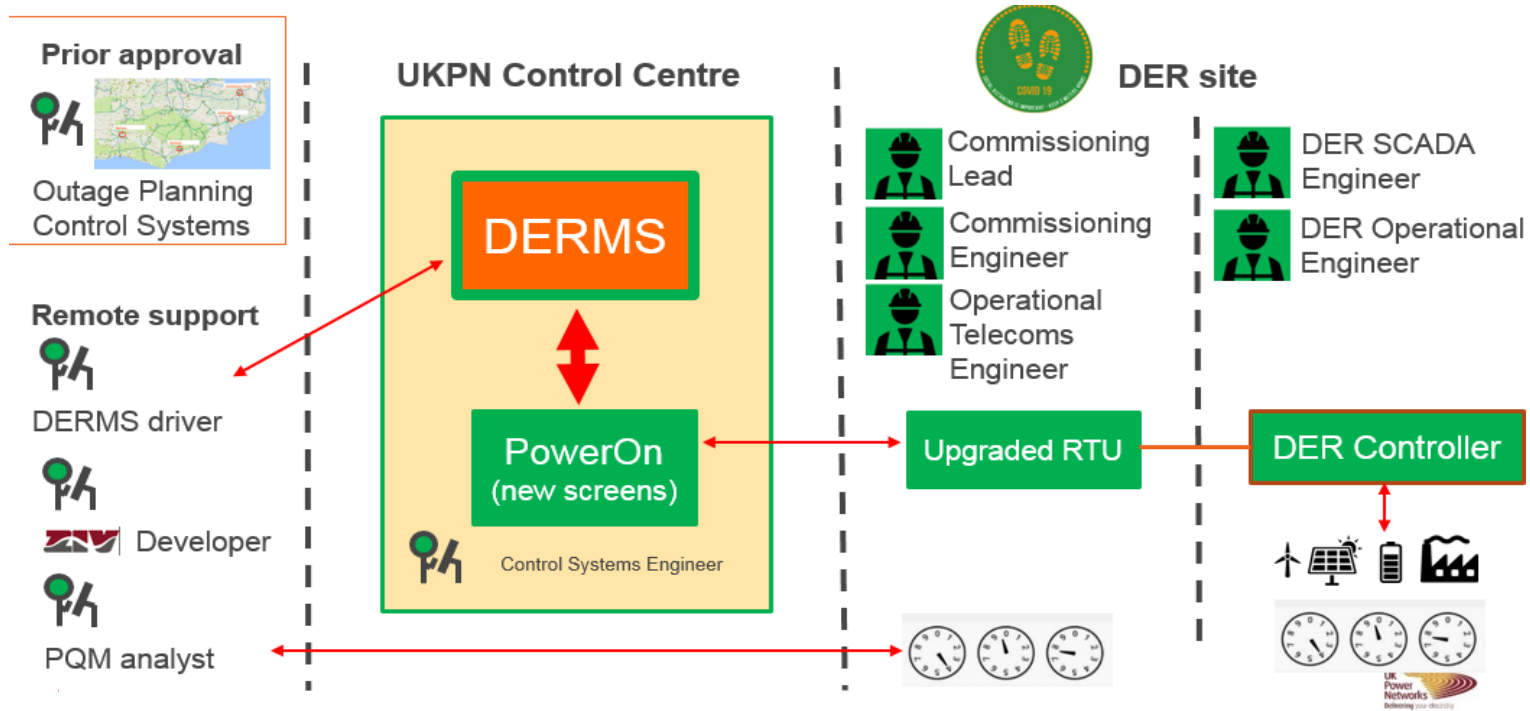 Prior approval
Outage Planning
Control Systems
Remote support
DERMS driver
ZIV Developer
PQM analyst
UKPN Control Centre
DERMS
PowerOn
(new screens)
Control Systems Engineer
COVID 19
DER site
Commissioning
Lead
Commissioning
Engineer
Operational
Telecoms
Engineer
Upgraded RTU
DER SCADA
Engineer
DER Operational
Engineer
DER Controller
UK
Power
Networks
Delivering your electricity